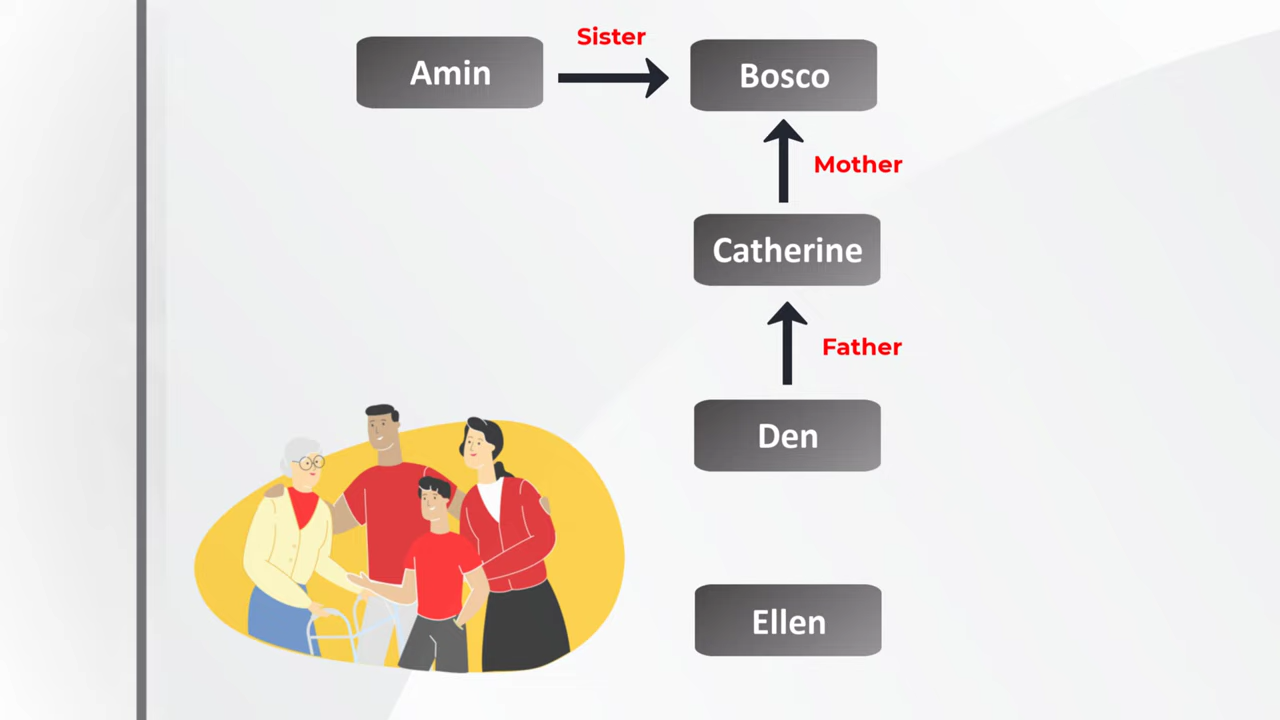 Sister
Amin
Bosco
Mother
Catherine
Father
Den
Ellen